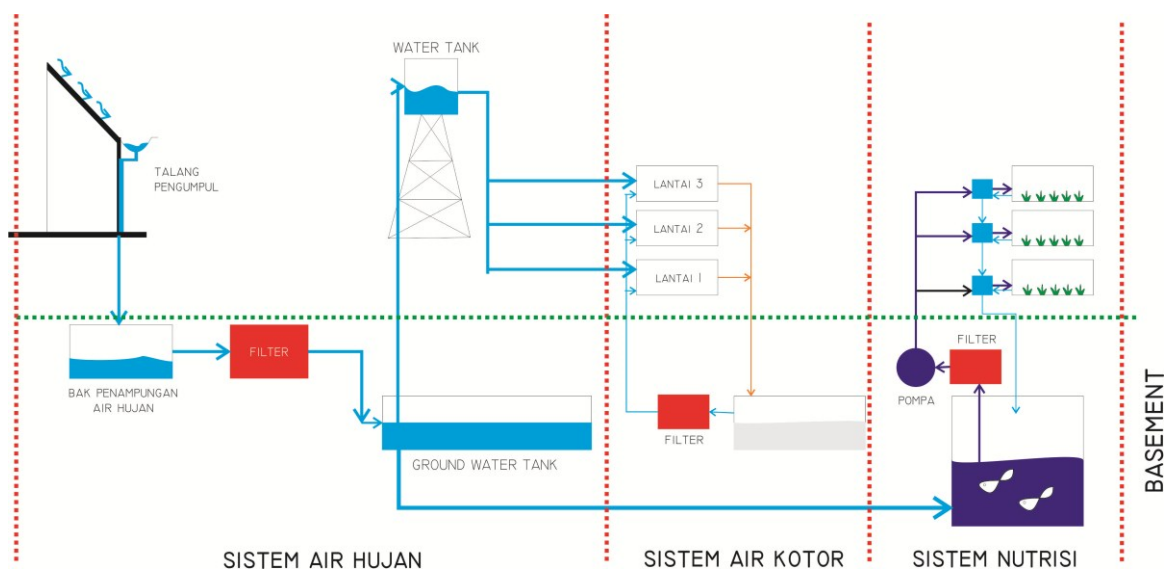 WATER TANK
TALANG
PENGUMPUL
LANTAI 3
LANTAI 2
LANTAI 1
FILTER
BAK PENAMPUNGAN
AIR HUJAN
GROUND WATER TANK
FILTER
FILTER
POMPA
BASEMENT
SISTEM AIR HUJAN
SISTEM AIR KOTOR
SISTEM NUTRISI